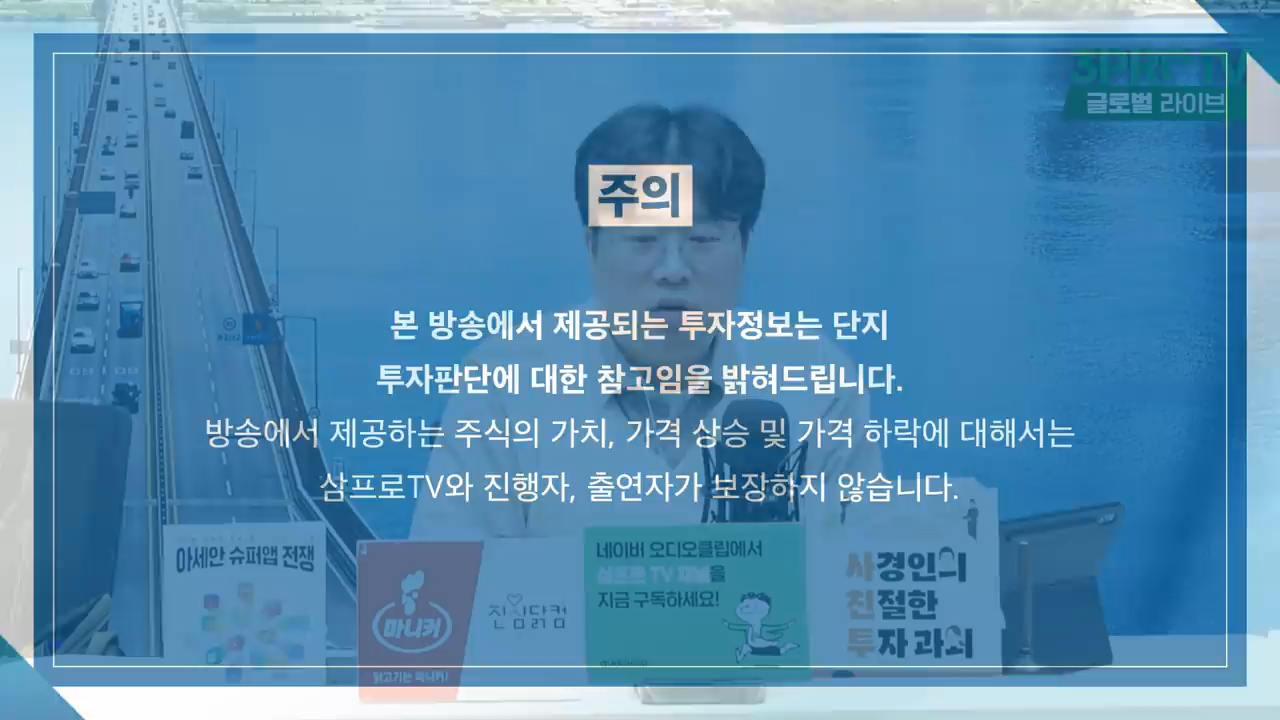 3PRO TV
글로벌 라이브
주의
본 방송에서 제공되는 투자정보는 단지
투자판단에 대한 참고임을 밝혀드립니다.
방송에서 제공하는 주식의 가치, 가격 상승 및 가격 하락에 대해서는
삼프로TV와 진행자, 출연자가 보장하지 않습니다.
아세안 슈퍼앱 전쟁
마니커
닭고기는 마니커!
진심닭컴
네이버 오디오클립에서
삼프로 TV 채널을
지금 구독하세요!
사경인의
친절한
투자 과외